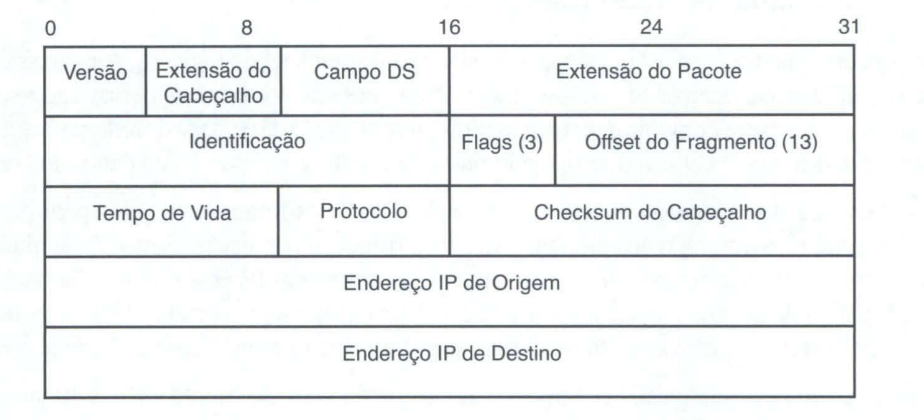 0 8 16 24 31
Versão Extensão do Cabeçalho Campo DS Extensão do Pacote
Identificação Flags (3) Offset do Fragmento (13)
Tempo de Vida Protocolo Checksum do Cabeçalho
Endereço IP de Origem
Endereço IP de Destino